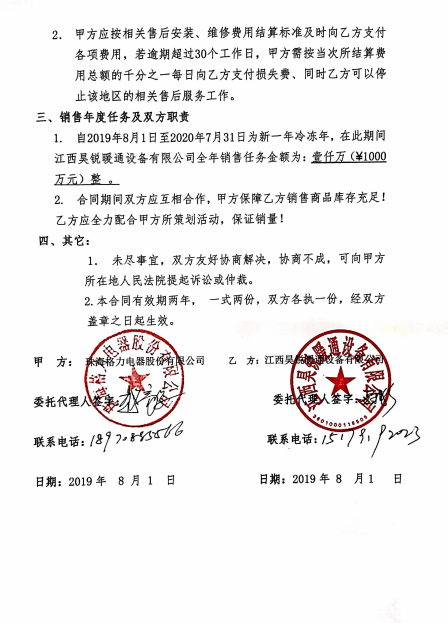 2. 甲方应按相关售后安装、维修费用结算标准及时向乙方支付
各项费用，若逾期超过30个工作日，甲方需按当次所结算费
用总额的千分之一每日向乙方支付损失费、同时乙方可以停
止该地区的相关售后服务工作。
三、销售年度任务及双方职责
1. 自2019年8月1日至2020年7月31日为新一年冷冻年，在此期间
江西昊锐暖通设备有限公司全年销售任务金额为：壹仟万（¥1000
万元）整 。
2. 合同期间双方应互相合作，甲方保障乙方销售商品库存充足！
乙方应全力配合甲方所策划活动，保证销量！
四、其它：
1. 未尽事宜，双方友好协商解决，协商不成，可向甲方
所在地人民法院提起诉讼或仲裁。
2.本合同有效期两年， 一式两份，双方各执一份，经双方
盖章之日起生效。
甲 方：珠海格力电器股份有限公司 乙 方：江西昊锐暖通设备有限公司
委托代理人签字： 委托代理人签字：
联系电话： 联系电话：
日期：2019 年 8 月 1 日 日期：2019 年 8 月 1 日